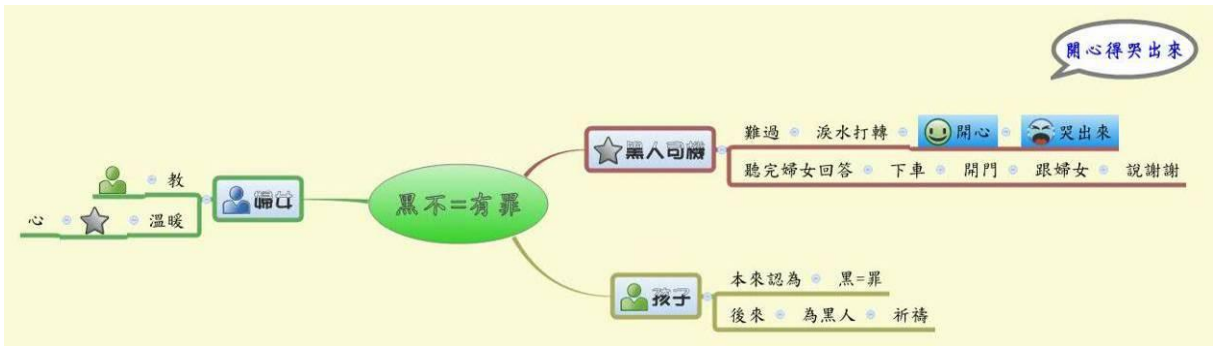 開心得哭出來
黑人司機
難過 淚水打轉 開心 哭出來
聽完婦女回答 下車 開門 跟婦女 說謝謝
黑不=有罪
婦女
教
心 溫暖
孩子
本來認為 黑=罪
後來 為黑人 祈禱